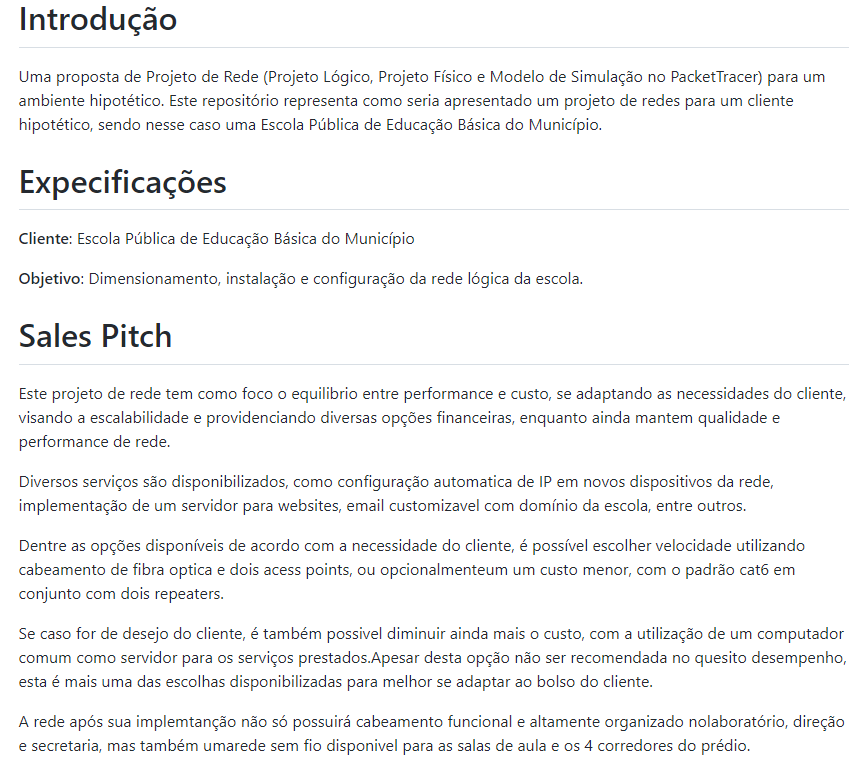 Introdução
Uma proposta de Projeto de Rede (Projeto Lógico, Projeto Físico e Modelo de Simulação no PacketTracer) para um
ambiente hipotético. Este repositório representa como seria apresentado um projeto de redes para um cliente
hipotético, sendo nesse caso uma Escola Pública de Educação Básica do Município.
Expecificações
Cliente: Escola Pública de Educação Básica do Município
Objetivo: Dimensionamento, instalação e configuração da rede lógica da escola.
Sales Pitch
Este projeto de rede tem como foco o equilibrio entre performance e custo, se adaptando as necessidades do cliente,
visando a escalabilidade e providenciando diversas opções financeiras, enquanto ainda mantem qualidade e
performance de rede.
Diversos serviços são disponibilizados, como configuração automatica de IP em novos dispositivos da rede,
implementação de um servidor para websites, email customizavel com domínio da escola, entre outros.
Dentre as opções disponíveis de acordo com a necessidade do cliente, é possível escolher velocidade utilizando
cabeamento de fibra optica e dois acess points, ou opcionalmenteum um custo menor, com o padrão cat6 em
conjunto com dois repeaters.
Se caso for de desejo do cliente, é também possivel diminuir ainda mais o custo, com a utilização de um computador
comum como servidor para os serviços prestados.Apesar desta opção não ser recomendada no quesito desempenho,
esta é mais uma das escolhas disponibilizadas para melhor se adaptar ao bolso do cliente.
A rede após sua implemtanção não só possuirá cabeamento funcional e altamente organizado nolaboratório, direção
e secretaria, mas também umarede sem fio disponivel para as salas de aula e os 4 corredores do prédio.